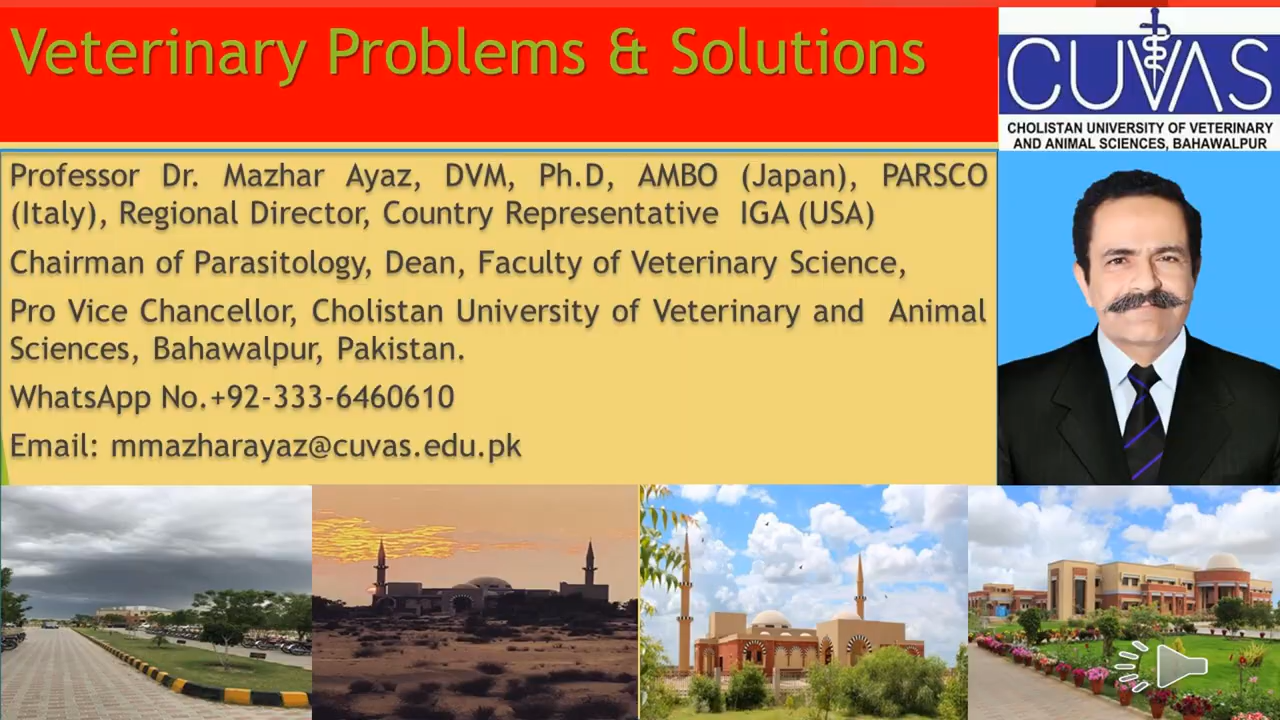 Veterinary Problems & Solutions
CUVAS
CHOLISTAN UNIVERSITY OF VETERINARY
AND ANIMAL SCIENCES, BAHAWALPUR
Professor Dr. Mazhar Ayaz, DVM, Ph.D, AMBO (Japan), PARSCO
(Italy), Regional Director, Country Representative IGA (USA)
Chairman of Parasitology, Dean, Faculty of Veterinary Science,
Pro Vice Chancellor, Cholistan University of Veterinary and Animal
Sciences, Bahawalpur, Pakistan.
WhatsApp No.+92-333-6460610
Email: mmazharayaz@cuvas.edu.pk